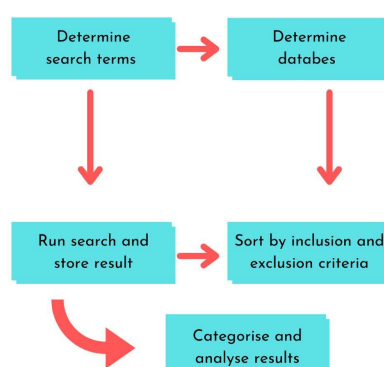 Determine
search terms
Determine
databes
Run search and
store result
Sort by inclusion and
exclusion criteria
Categorise and
analyse results